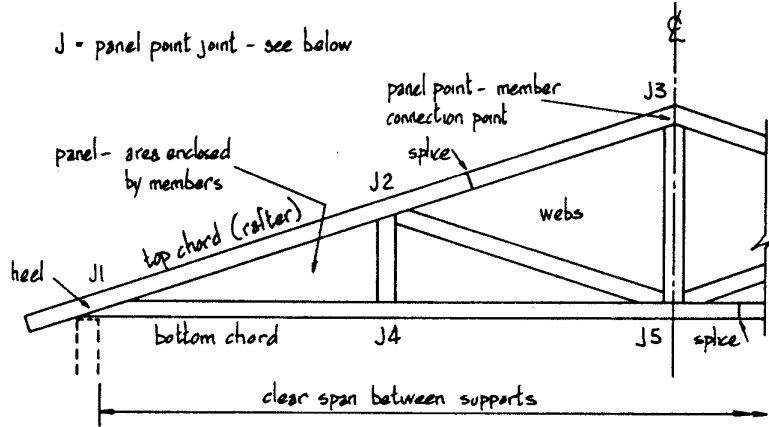 J = panel point joint - see below
℄
panel point - member
connection point
J3
panel - area enclosed
by members
splice
J2
top chord (rafter)
webs
heel
J1
bottom chord
J4
J5
splice
clear span between supports